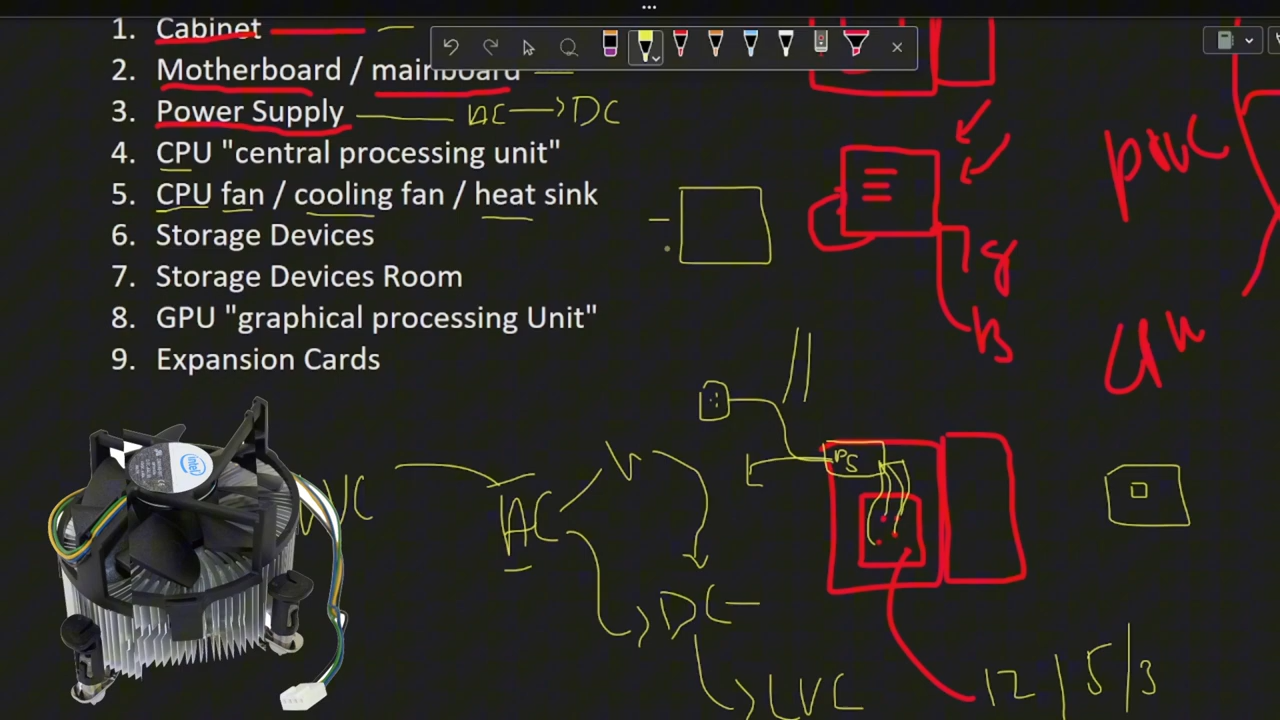 1. Cabinet
2. Motherboard / mainboard
3. Power Supply AC → DC
4. CPU "central processing unit"
5. CPU fan / cooling fan / heat sink
6. Storage Devices
7. Storage Devices Room
8. GPU "graphical processing Unit"
9. Expansion Cards
PS
intel
AC
DC
LVC
12 / 5 / 3